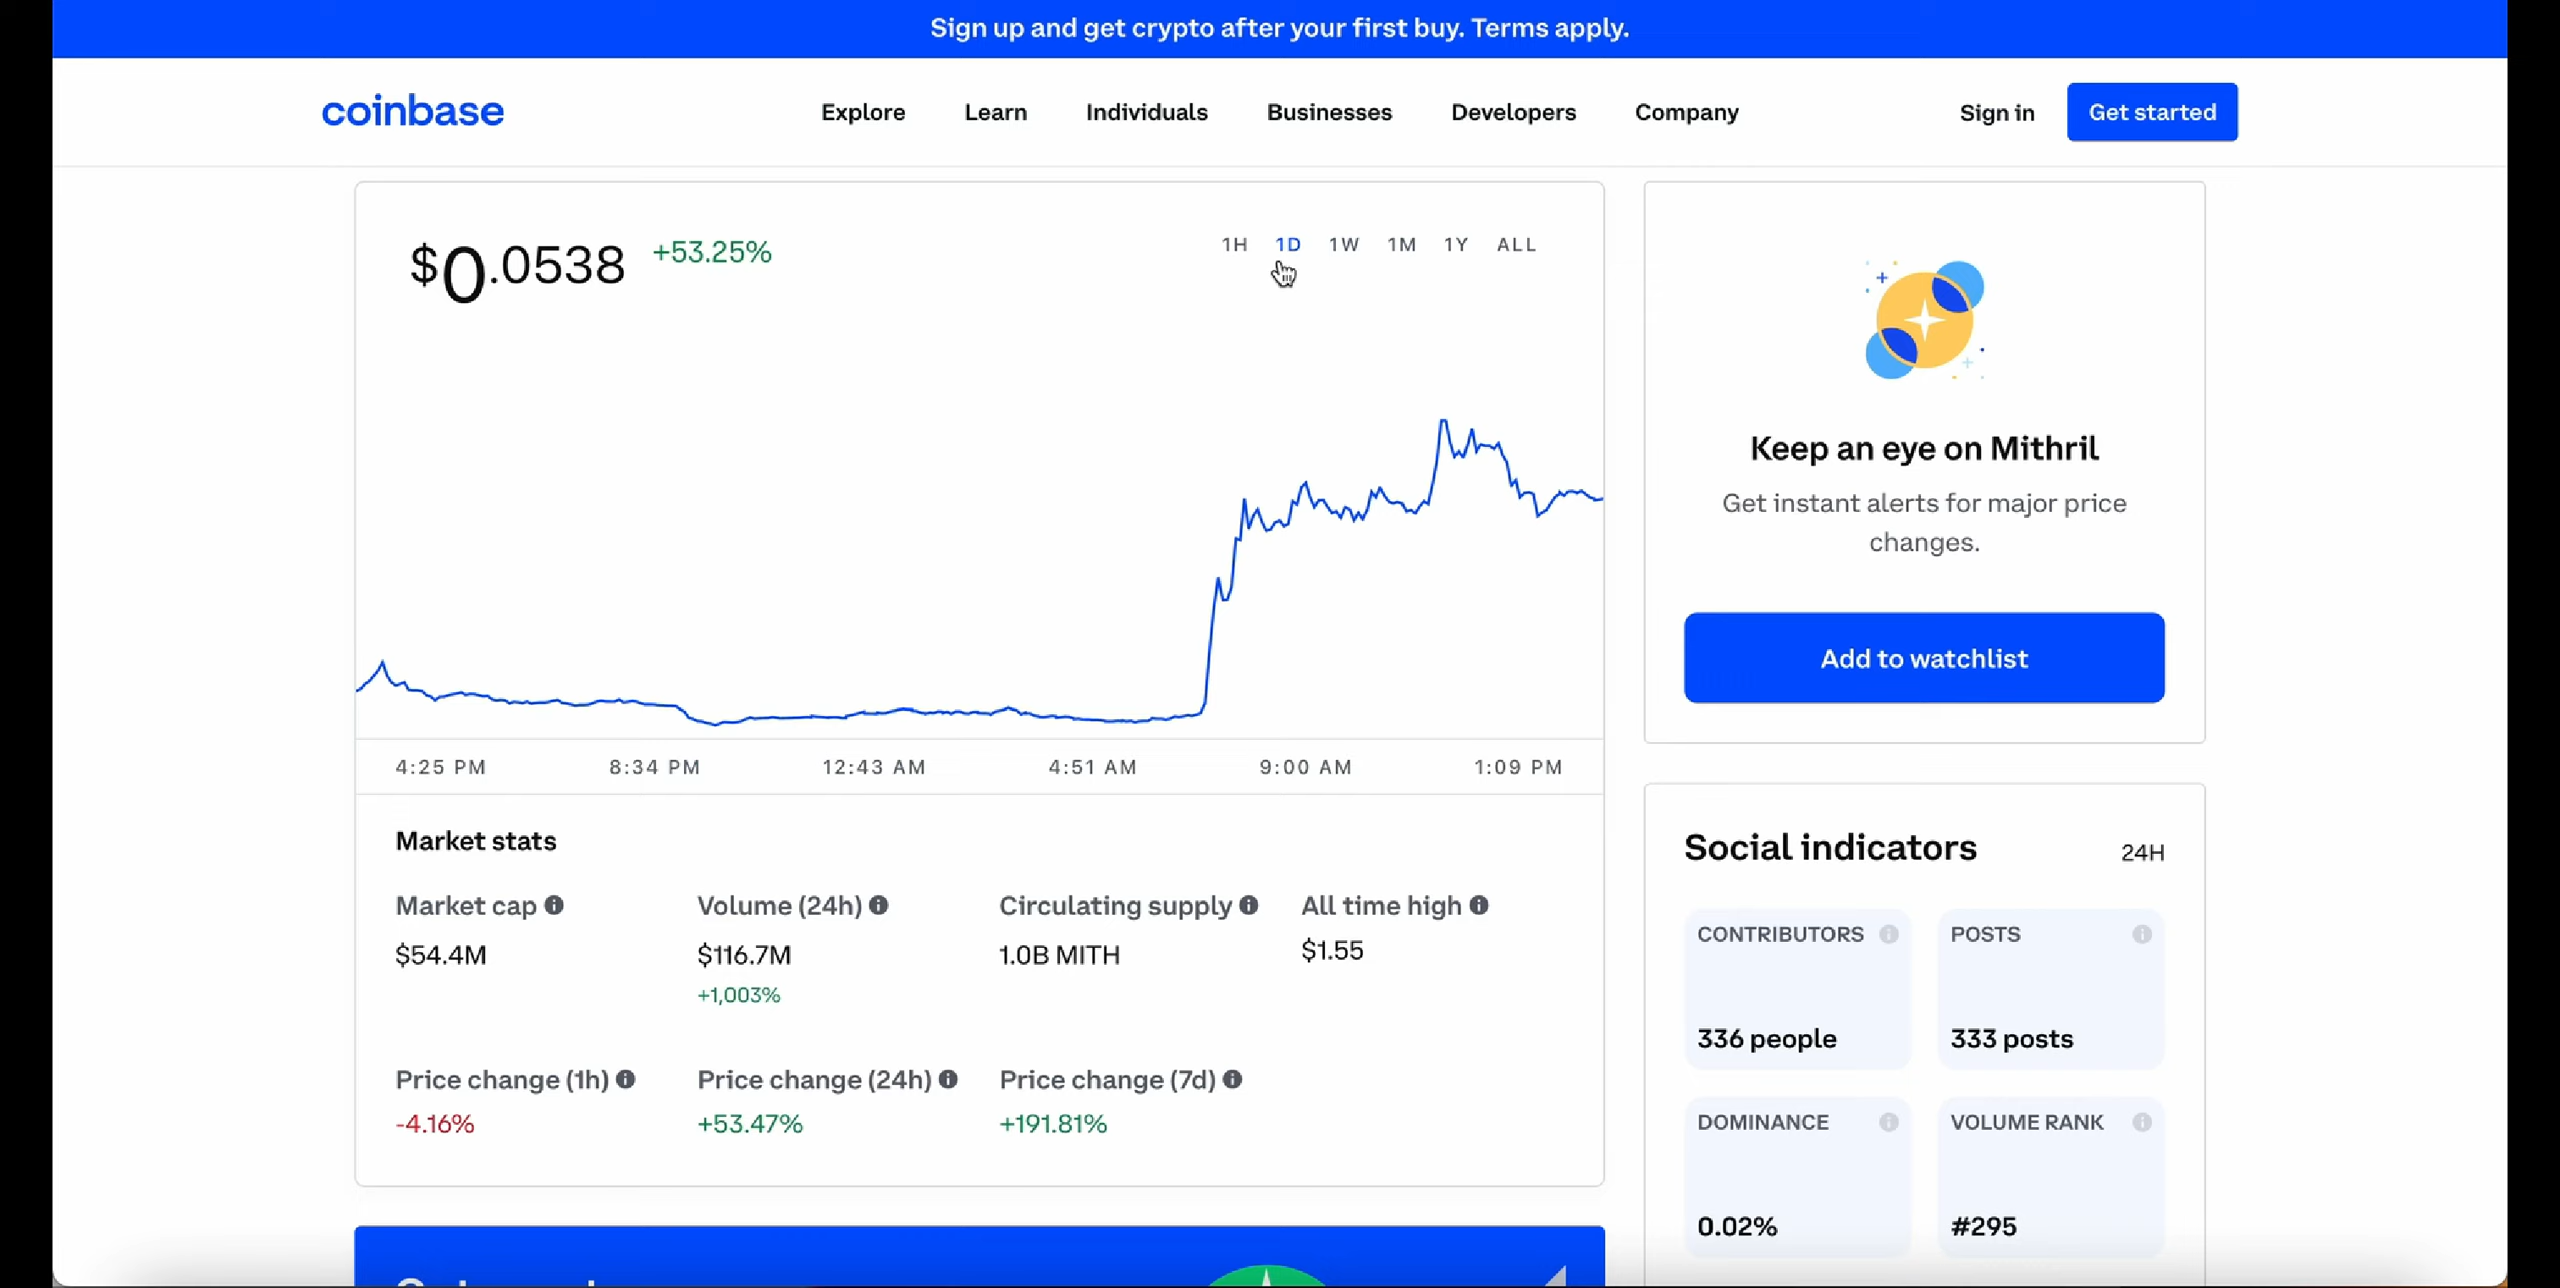 Sign up and get crypto after your first buy. Terms apply.
coinbase
Explore Learn Individuals Businesses Developers Company
Sign in Get started
$0.0538 +53.25%
1H 1D 1W 1M 1Y ALL
4:25 PM 8:34 PM 12:43 AM 4:51 AM 9:00 AM 1:09 PM
Market stats
Market cap Volume (24h) Circulating supply All time high
$54.4M $116.7M 1.0B MITH $1.55
+1,003%
Price change (1h) Price change (24h) Price change (7d)
-4.16% +53.47% +191.81%
Keep an eye on Mithril
Get instant alerts for major price
changes.
Add to watchlist
Social indicators 24H
CONTRIBUTORS POSTS
336 people 333 posts
DOMINANCE VOLUME RANK
0.02% #295